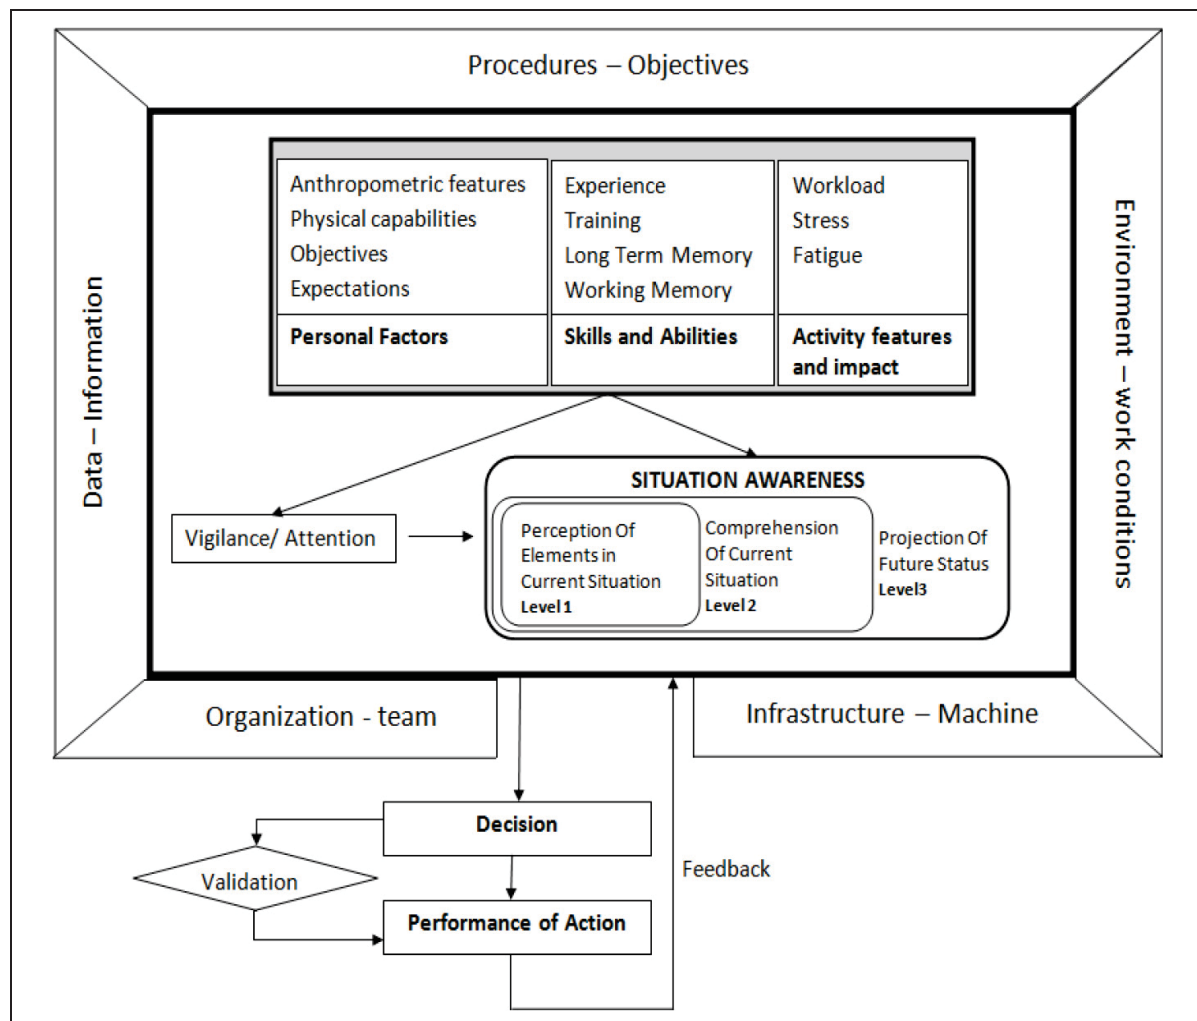 Procedures – Objectives
Data – Information
Environment – work conditions
Anthropometric features
Physical capabilities
Objectives
Expectations
Personal Factors
Experience
Training
Long Term Memory
Working Memory
Skills and Abilities
Workload
Stress
Fatigue
Activity features
and impact
Vigilance/ Attention
SITUATION AWARENESS
Perception Of
Elements in
Current Situation
Level 1
Comprehension
Of Current
Situation
Level 2
Projection Of
Future Status
Level3
Organization - team
Infrastructure – Machine
Decision
Validation
Performance of Action
Feedback